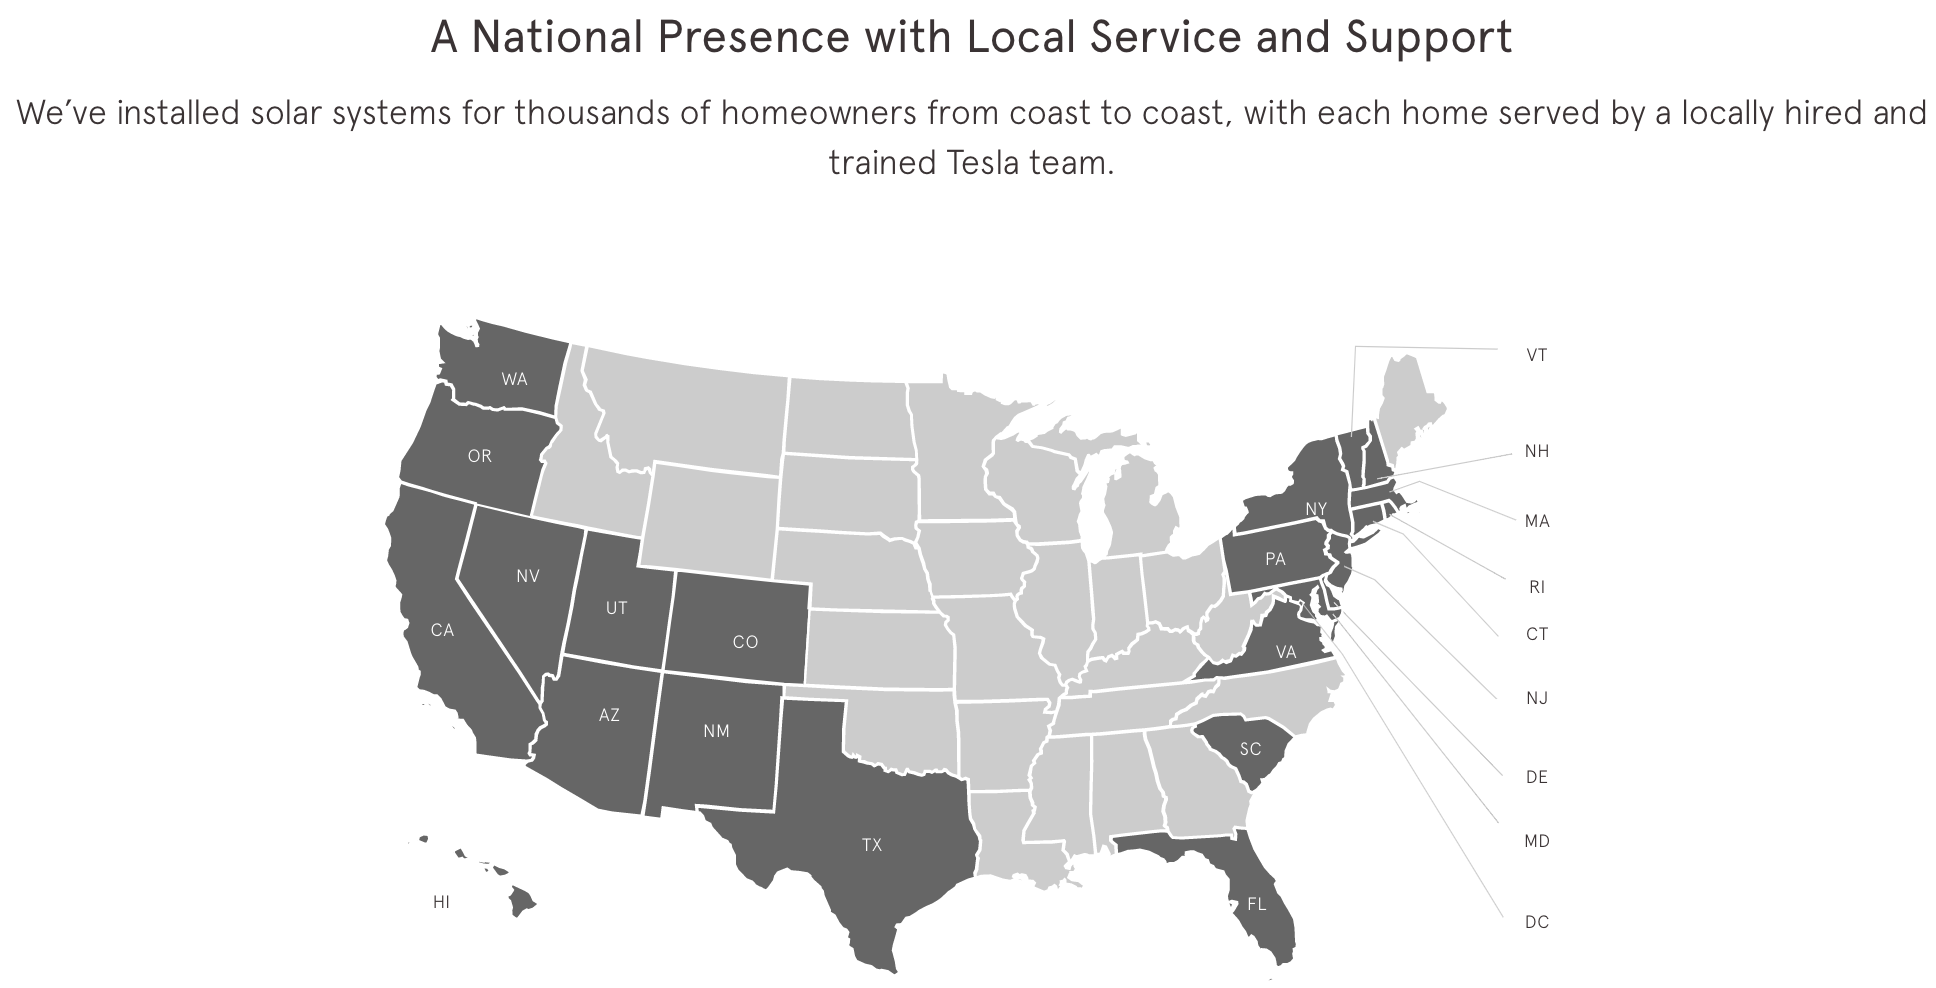 A National Presence with Local Service and Support
We’ve installed solar systems for thousands of homeowners from coast to coast, with each home served by a locally hired and
trained Tesla team.
VT
WA
NH
OR
NY
MA
PA
NV
RI
UT
CA
CT
CO
VA
NJ
AZ
NM
SC
DE
MD
TX
HI
FL
DC